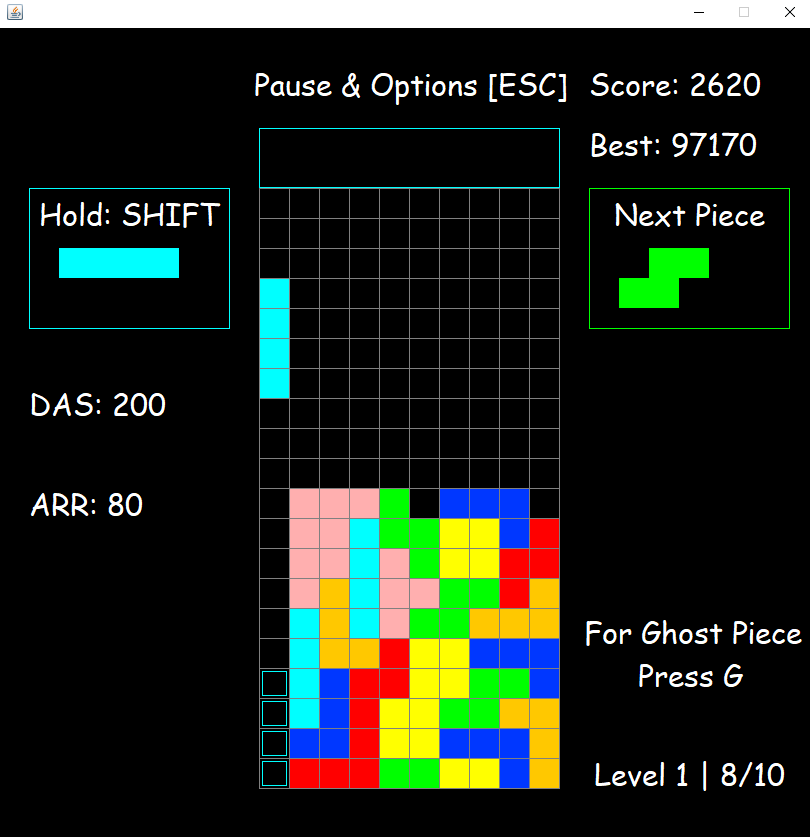 Pause & Options [ESC]
Score: 2620
Best: 97170
Hold: SHIFT
Next Piece
DAS: 200
ARR: 80
For Ghost Piece
Press G
Level 1 | 8/10